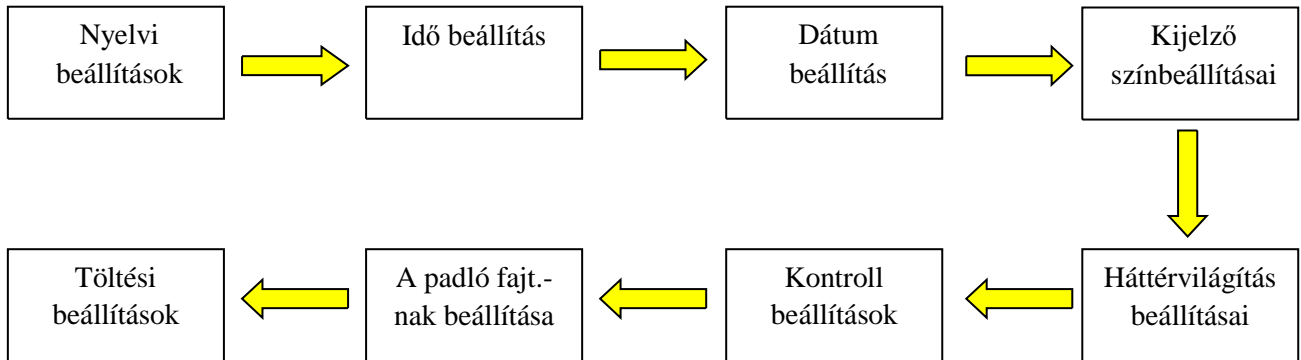 Nyelvi
beállítások
Idő beállítás
Dátum
beállítás
Kijelző
színbeállításai
Háttérvilágítás
beállításai
Kontroll
beállítások
A padló fajt.-
nak beállítása
Töltési
beállítások